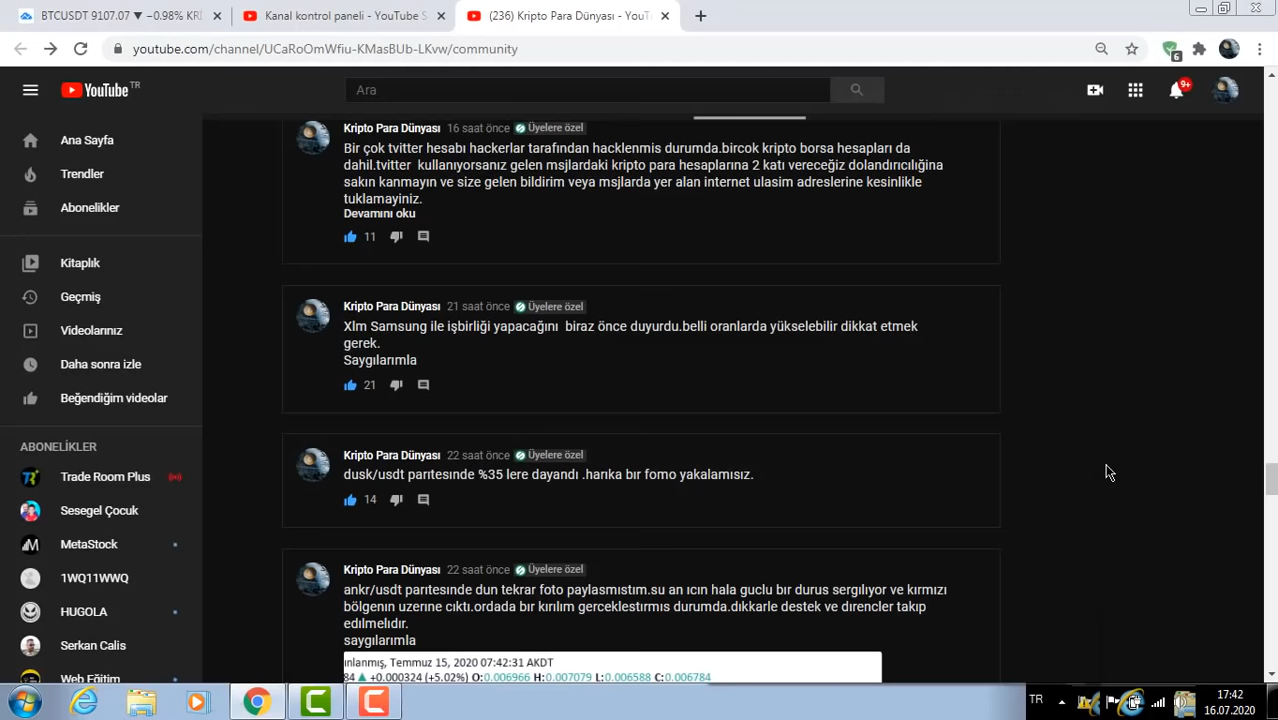 BTCUSDT 9107.07 ▼ −0.98% KRİ
Kanal kontrol paneli - YouTube S
(236) Kripto Para Dünyası - YouT
youtube.com/channel/UCaRoOmWfiu-KMasBUb-LKvw/community
6
YouTube TR
Ara
9+
Ana Sayfa
Trendler
Abonelikler
Kitaplık
Geçmiş
Videolarınız
Daha sonra izle
Beğendiğim videolar
ABONELİKLER
Trade Room Plus
Sesegel Çocuk
MetaStock
1WQ11WWQ
HUGOLA
Serkan Calis
Web Eğitim
Kripto Para Dünyası 16 saat önce Üyelere özel
Bir çok tvitter hesabı hackerlar tarafından hacklenmis durumda.bircok kripto borsa hesapları da
dahil.tvitter kullanıyorsanız gelen msjlardaki kripto para hesaplarına 2 katı vereceğiz dolandırıcılığına
sakın kanmayın ve size gelen bildirim veya msjlarda yer alan internet ulasim adreslerine kesinlikle
tuklamayiniz.
Devamını oku
11
Kripto Para Dünyası 21 saat önce Üyelere özel
Xlm Samsung ile işbirliği yapacağını biraz önce duyurdu.belli oranlarda yükselebilir dikkat etmek
gerek.
Saygılarımla
21
Kripto Para Dünyası 22 saat önce Üyelere özel
dusk/usdt parıtesınde %35 lere dayandı .harıka bır fomo yakalamısız.
14
Kripto Para Dünyası 22 saat önce Üyelere özel
ankr/usdt parıtesınde dun tekrar foto paylasmıstım.su an ıcın hala guclu bır durus sergılıyor ve kırmızı
bölgenın uzerıne cıktı.ordada bır kırılım gerceklestırmıs durumda.dıkkarle destek ve dırencler takıp
edılmelıdır.
saygılarımla
ınlanmış, Temmuz 15, 2020 07:42:31 AKDT
84 ▲ +0.000324 (+5.02%) O:0.006966 H:0.007079 L:0.006588 C:0.006784
TR
17:42
16.07.2020